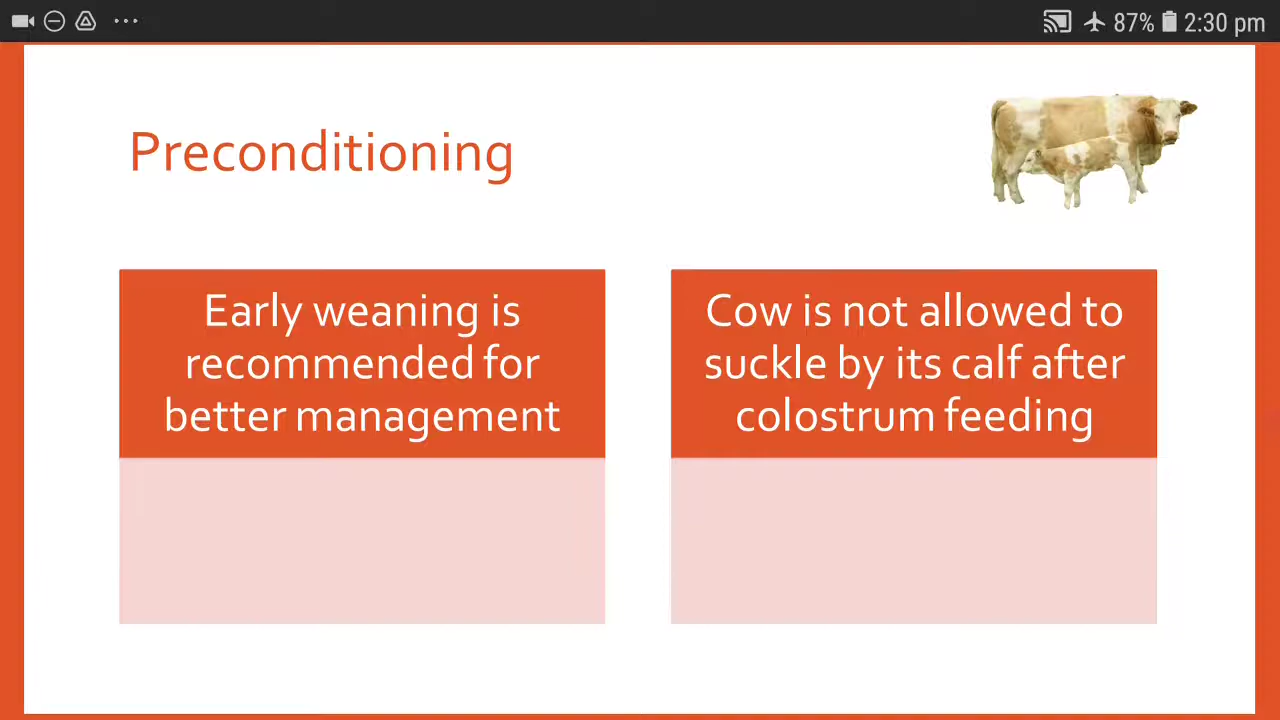 87% 2:30 pm
Preconditioning
Early weaning is
recommended for
better management
Cow is not allowed to
suckle by its calf after
colostrum feeding